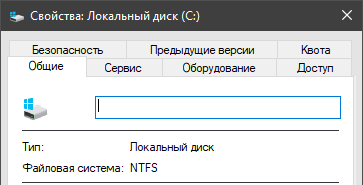 Свойства: Локальный диск (C:)
Безопасность Предыдущие версии Квота
Общие Сервис Оборудование Доступ
Тип: Локальный диск
Файловая система: NTFS